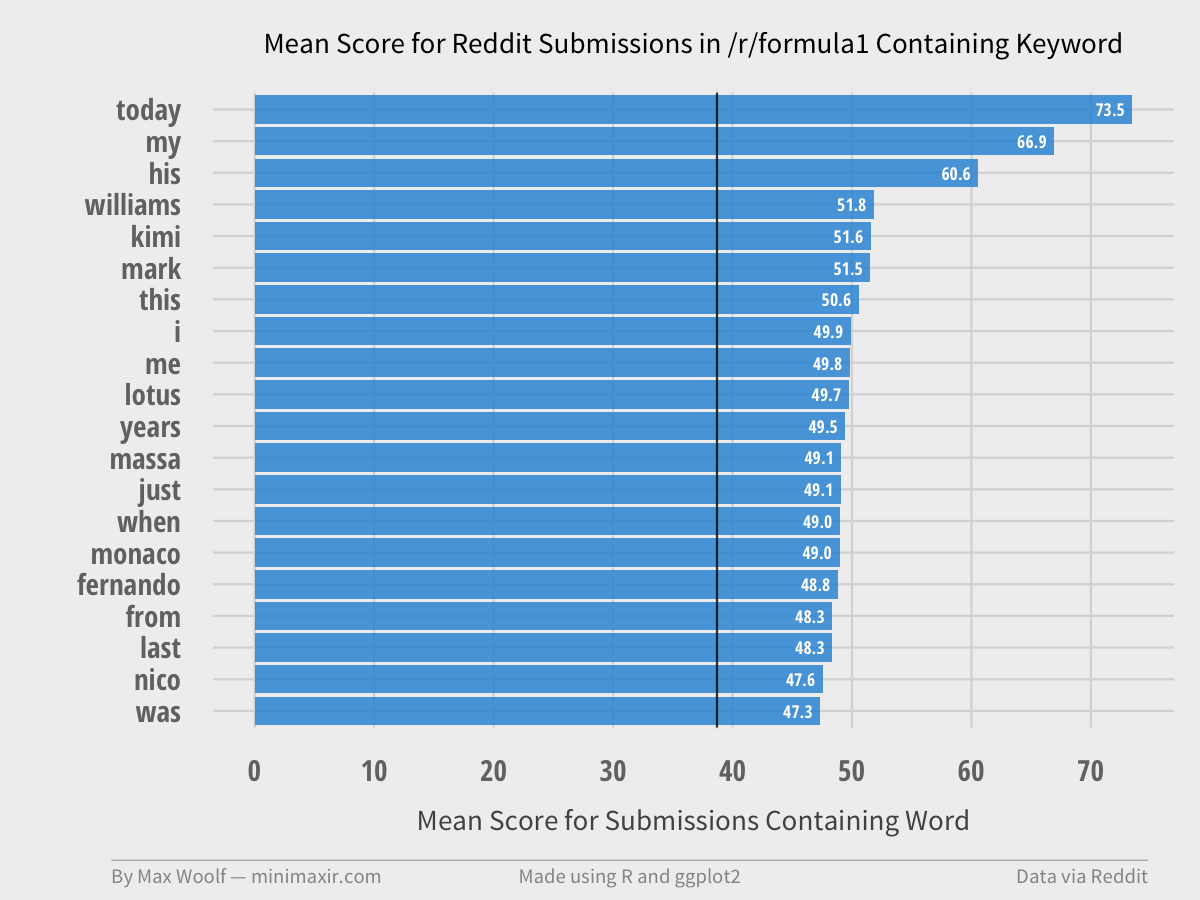 Mean Score for Reddit Submissions in /r/formula1 Containing Keyword
today 73.5
my 66.9
his 60.6
williams 51.8
kimi 51.6
mark 51.5
this 50.6
i 49.9
me 49.8
lotus 49.7
years 49.5
massa 49.1
just 49.1
when 49.0
monaco 49.0
fernando 48.8
from 48.3
last 48.3
nico 47.6
was 47.3
0 10 20 30 40 50 60 70
Mean Score for Submissions Containing Word
By Max Woolf — minimaxir.com Made using R and ggplot2 Data via Reddit